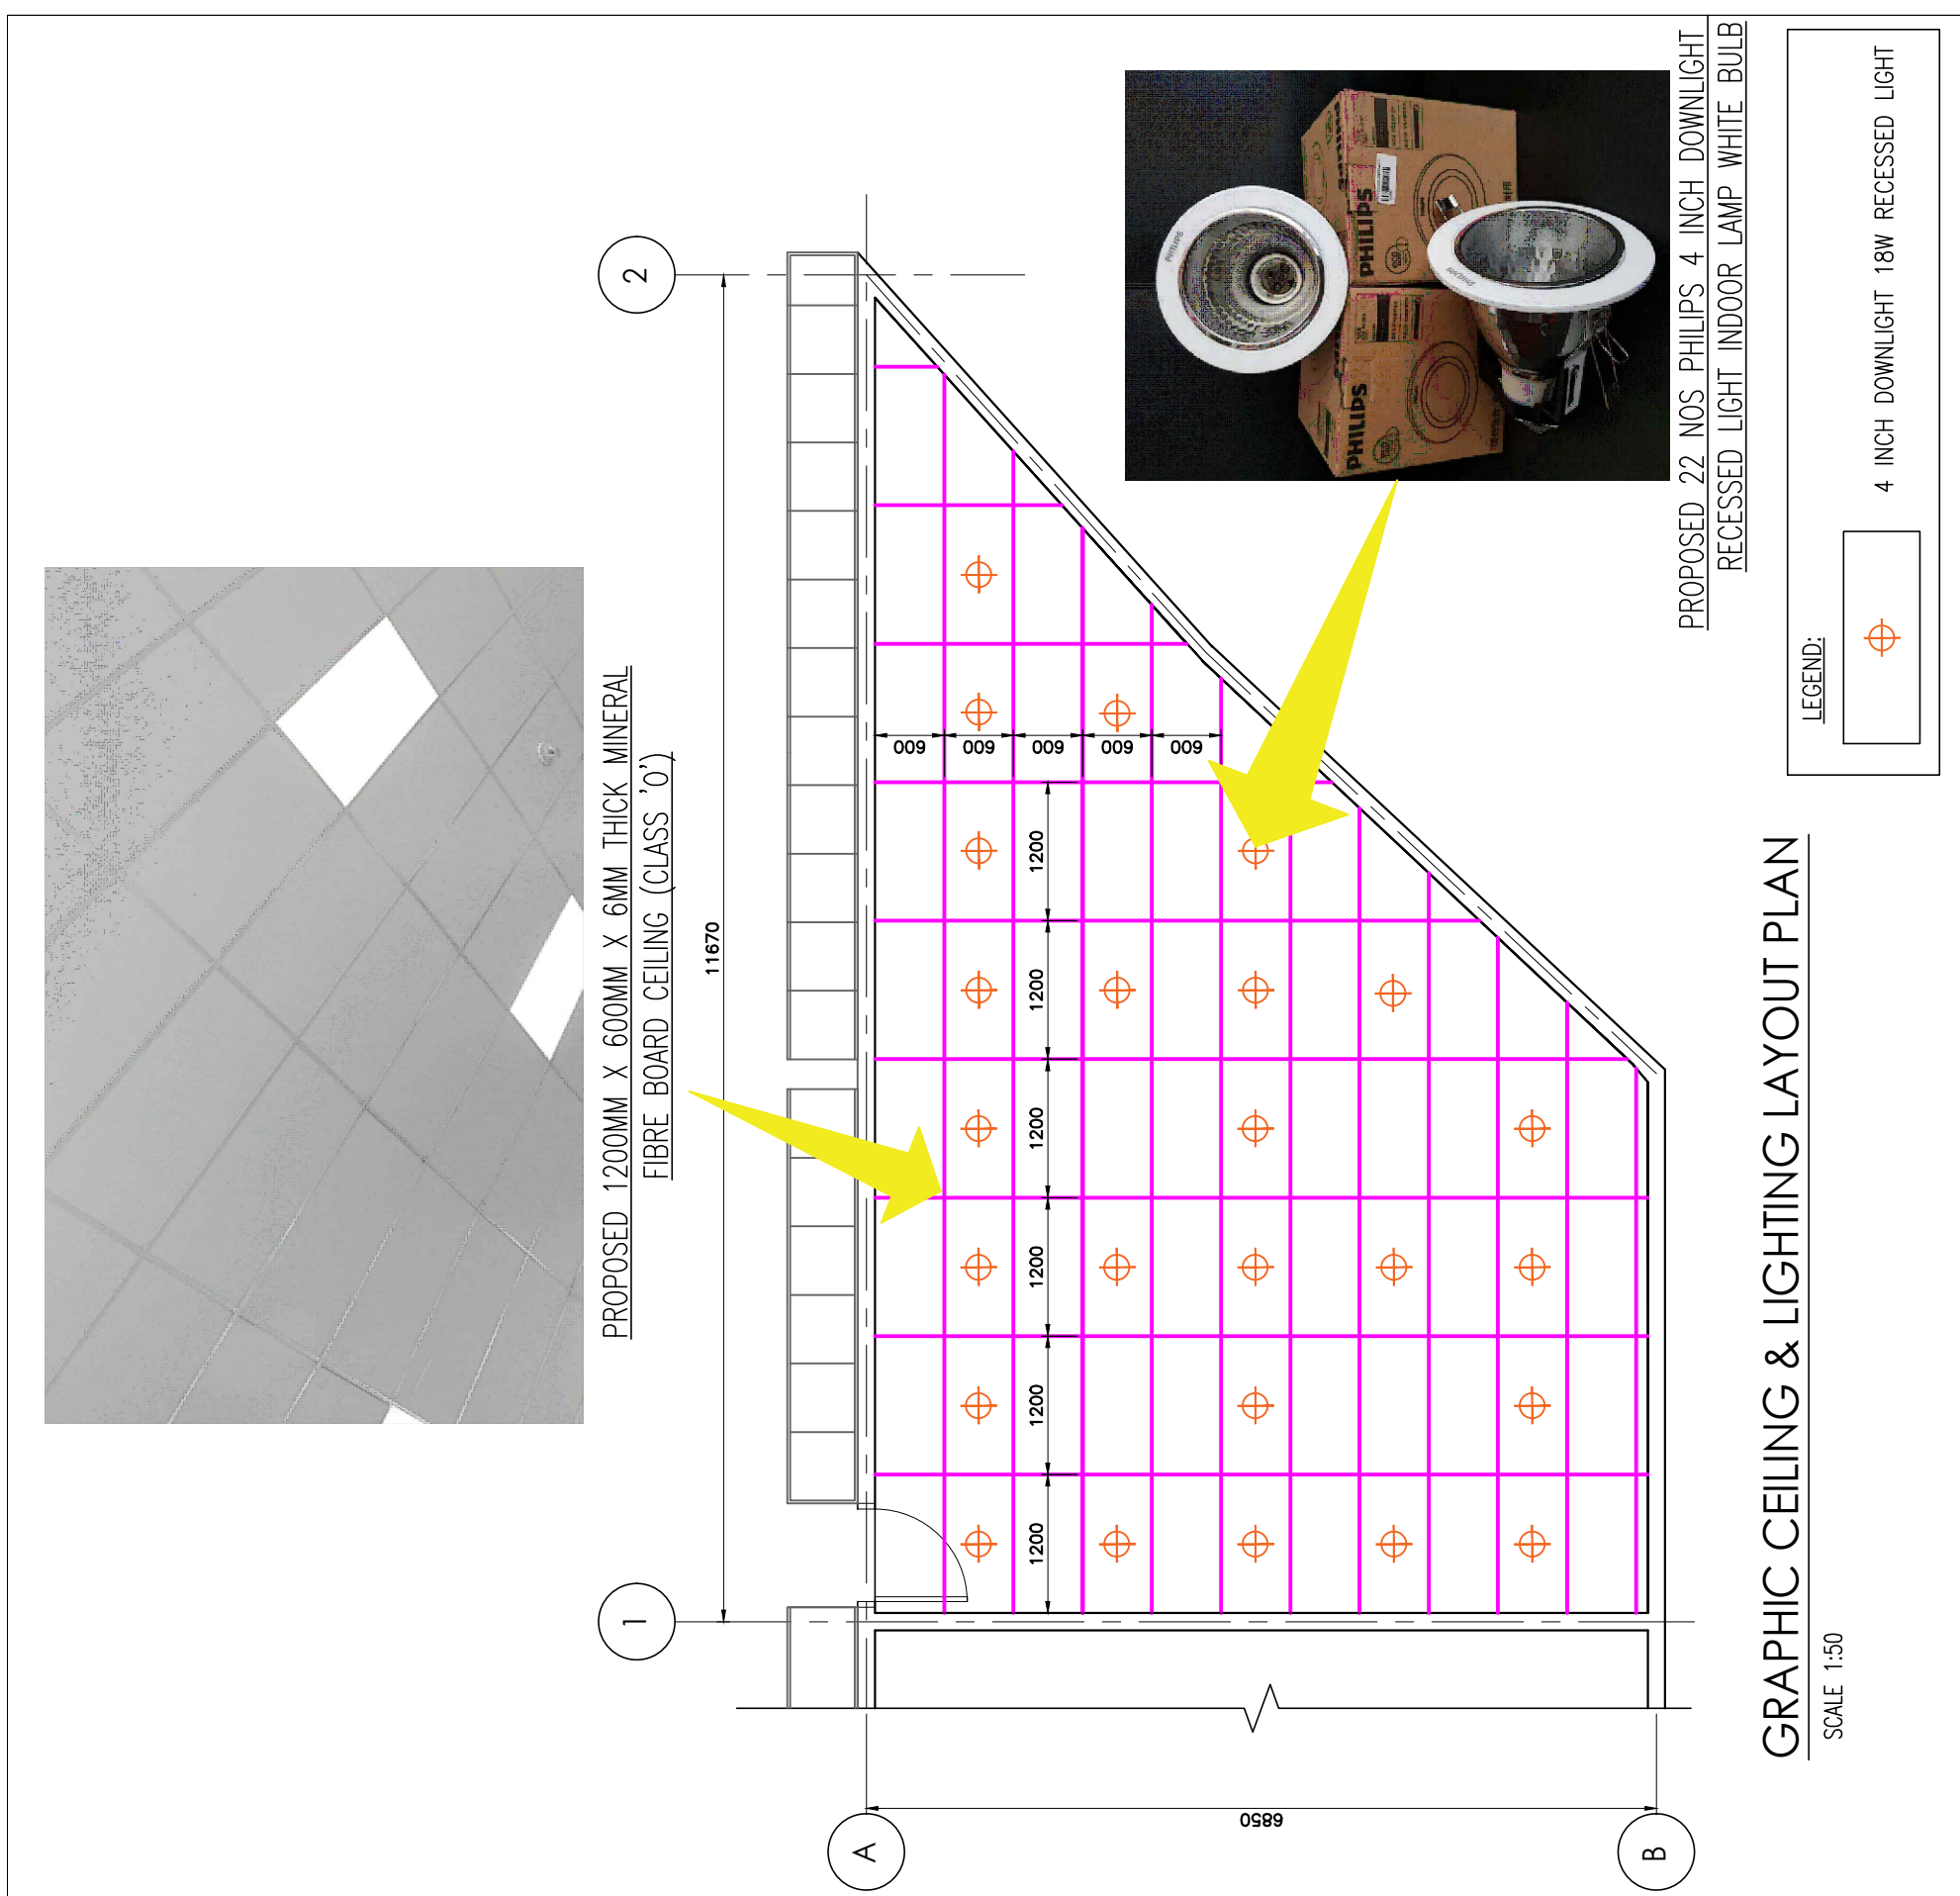 PROPOSED 1200MM X 600MM X 6MM THICK MINERAL
FIBRE BOARD CEILING (CLASS 'O')
11670
1
2
A
B
6850
600
600
600
600
600
1200
1200
1200
1200
1200
1200
PHILIPS
PHILIPS
PHILIPS
PHILIPS
PROPOSED 22 NOS PHILIPS 4 INCH DOWNLIGHT
RECESSED LIGHT INDOOR LAMP WHITE BULB
LEGEND:
4 INCH DOWNLIGHT 18W RECESSED LIGHT
GRAPHIC CEILING & LIGHTING LAYOUT PLAN
SCALE 1:50